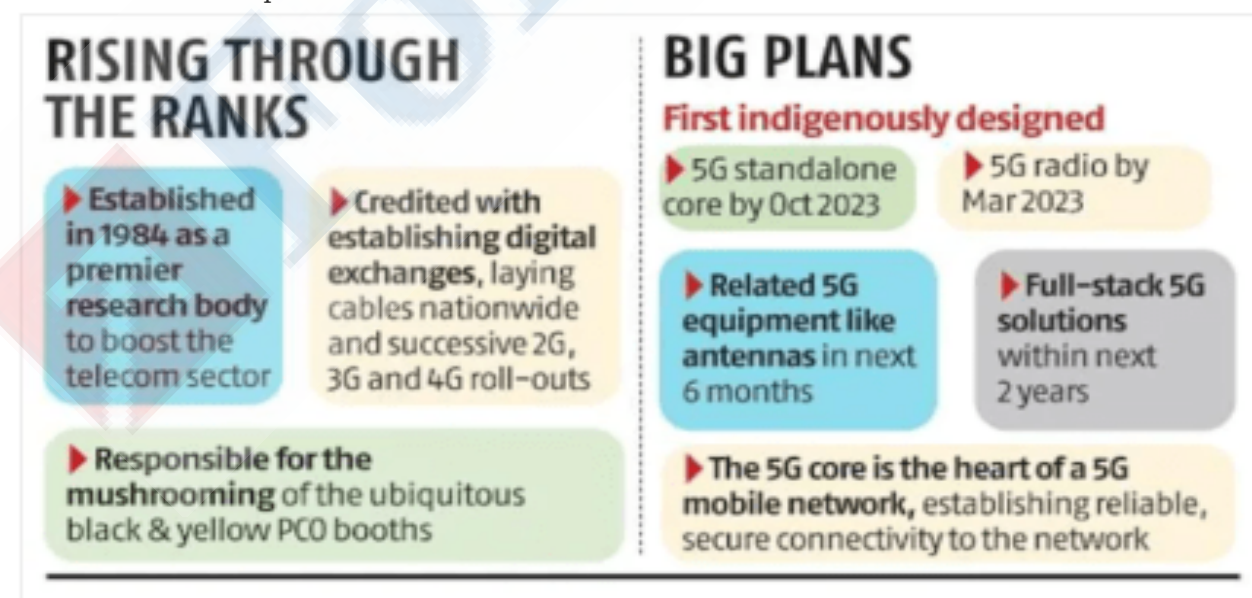 RISING THROUGH
THE RANKS
Established
in 1984 as a
premier
research body
to boost the
telecom sector
Credited with
establishing digital
exchanges, laying
cables nationwide
and successive 2G,
3G and 4G roll-outs
Responsible for the
mushrooming of the ubiquitous
black & yellow PCO booths
BIG PLANS
First indigenously designed
5G standalone
core by Oct 2023
5G radio by
Mar 2023
Related 5G
equipment like
antennas in next
6 months
Full-stack 5G
solutions
within next
2 years
The 5G core is the heart of a 5G
mobile network, establishing reliable,
secure connectivity to the network